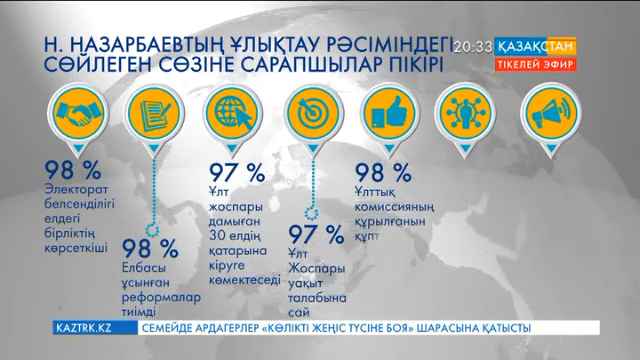 Н. НАЗАРБАЕВТЫҢ ҰЛЫҚТАУ РӘСІМІНДЕГІ
СӨЙЛЕГЕН СӨЗІНЕ САРАПШЫЛАР ПІКІРІ
20:33
ҚАЗАҚСТАН
ТІКЕЛЕЙ ЭФИР
98 %
Электорат
белсенділігі
елдегі
бірліктің
көрсеткіші
98 %
Елбасы
ұсынған
реформалар
тиімді
97 %
Ұлт
жоспары
дамыған
30 елдің
қатарына
кіруге
көмектеседі
97 %
Ұлт
Жоспары
уақыт
талабына
сай
98 %
Ұлттық
комиссияның
құрылғанын
құпт
KAZTRK.KZ
СЕМЕЙДЕ АРДАГЕРЛЕР «КӨЛІКТІ ЖЕҢІС ТҮСІНЕ БОЯ» ШАРАСЫНА ҚАТЫСТЫ